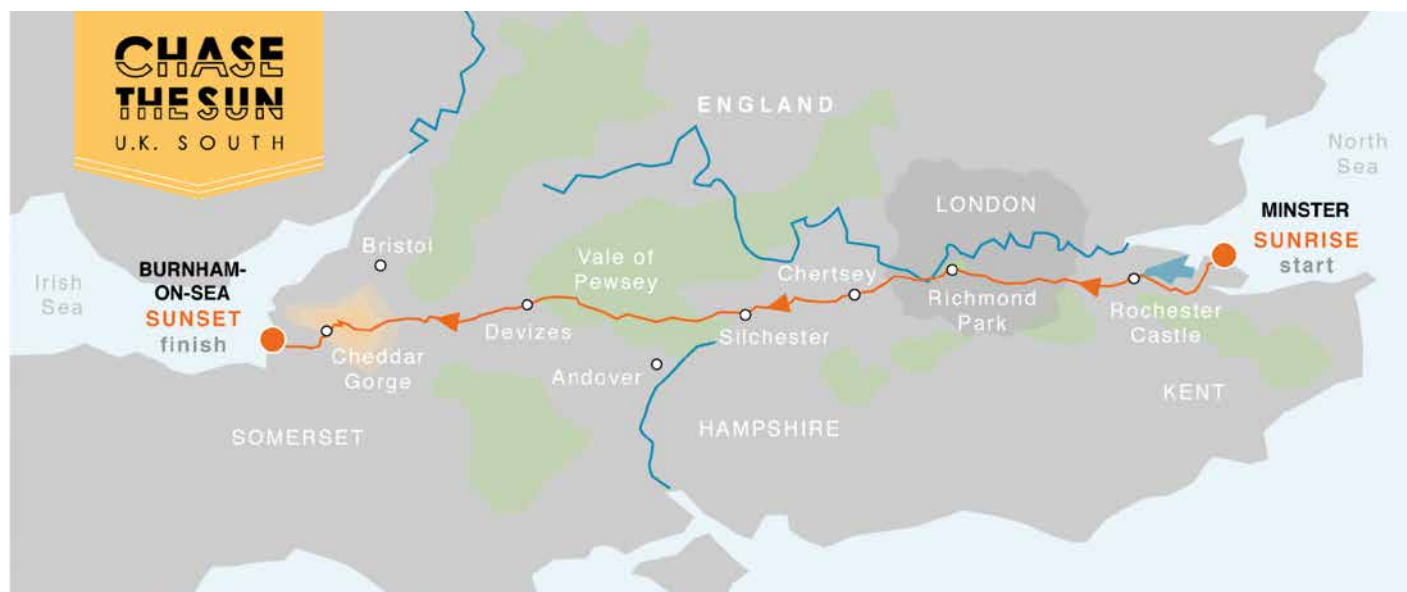 CHASE
THE SUN
U.K. SOUTH
ENGLAND
North
Sea
LONDON
MINSTER
SUNRISE
start
Bristol
Vale of
Pewsey
Chertsey
BURNHAM-
ON-SEA
SUNSET
finish
Irish
Sea
Richmond
Park
Rochester
Castle
Devizes
Silchester
Cheddar
Gorge
Andover
KENT
SOMERSET
HAMPSHIRE